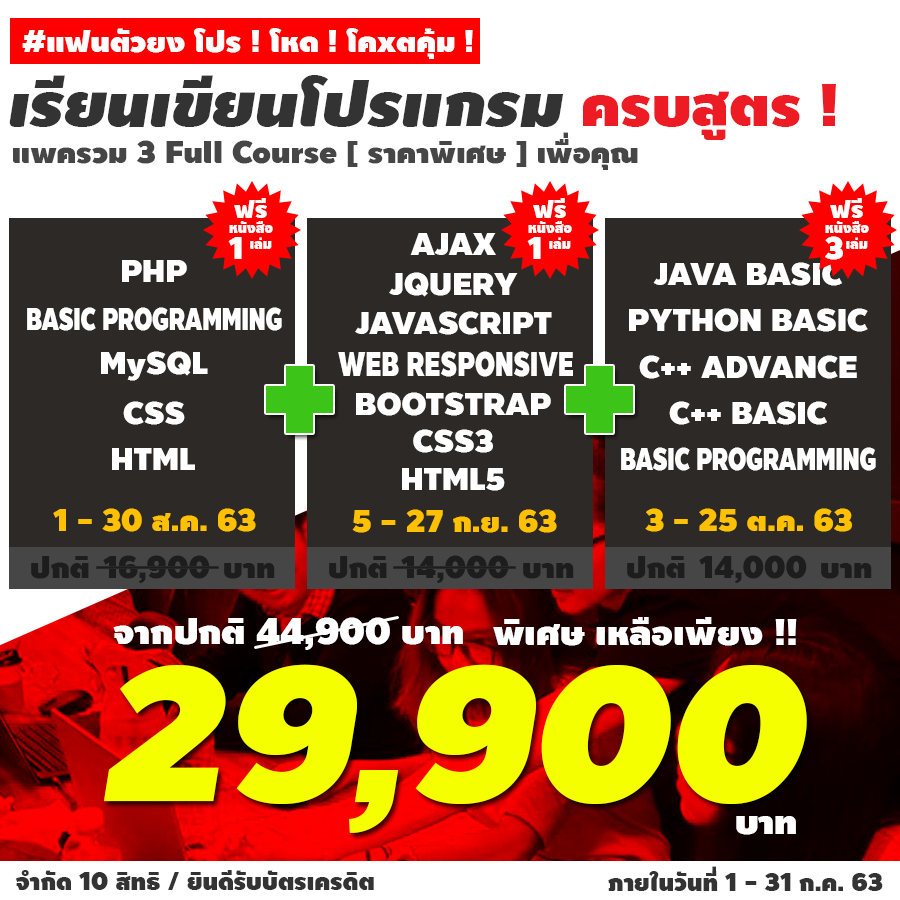 #แฟนตัวยง โปร ! โหด ! โคxตคุ้ม !
เรียนเขียนโปรแกรม ครบสูตร !
แพครวม 3 Full Course [ ราคาพิเศษ ] เพื่อคุณ
ฟรี
หนังสือ
1 เล่ม
PHP
BASIC PROGRAMMING
MySQL
CSS
HTML
1 - 30 ส.ค. 63
ปกติ 16,900 บาท
ฟรี
หนังสือ
1 เล่ม
AJAX
JQUERY
JAVASCRIPT
WEB RESPONSIVE
BOOTSTRAP
CSS3
HTML5
5 - 27 ก.ย. 63
ปกติ 14,000 บาท
ฟรี
หนังสือ
3 เล่ม
JAVA BASIC
PYTHON BASIC
C++ ADVANCE
C++ BASIC
BASIC PROGRAMMING
3 - 25 ต.ค. 63
ปกติ 14,000 บาท
จากปกติ 44,900 บาท พิเศษ เหลือเพียง !!
29,900
บาท
จำกัด 10 สิทธิ / ยินดีรับบัตรเครดิต
ภายในวันที่ 1 - 31 ก.ค. 63